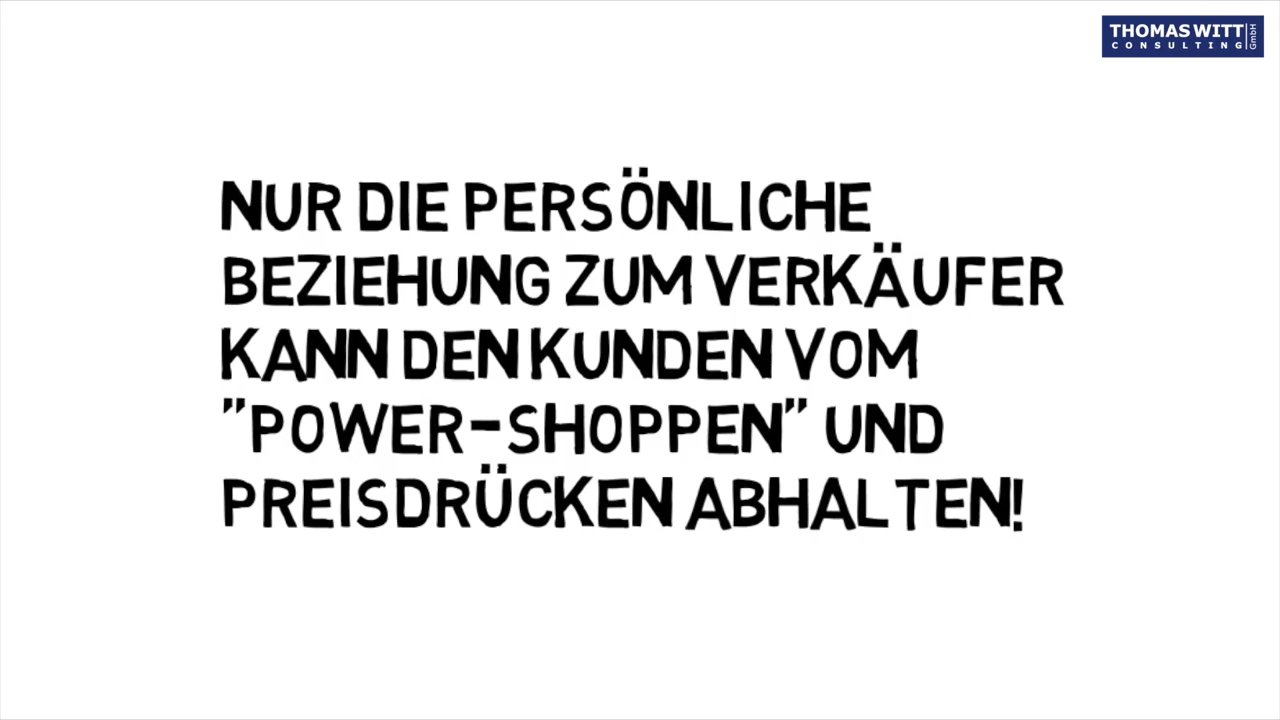 THOMAS WITT GmbH
CONSULTING
NUR DIE PERSÖNLICHE
BEZIEHUNG ZUM VERKÄUFER
KANN DEN KUNDEN VOM
"POWER-SHOPPEN" UND
PREISDRÜCKEN ABHALTEN!